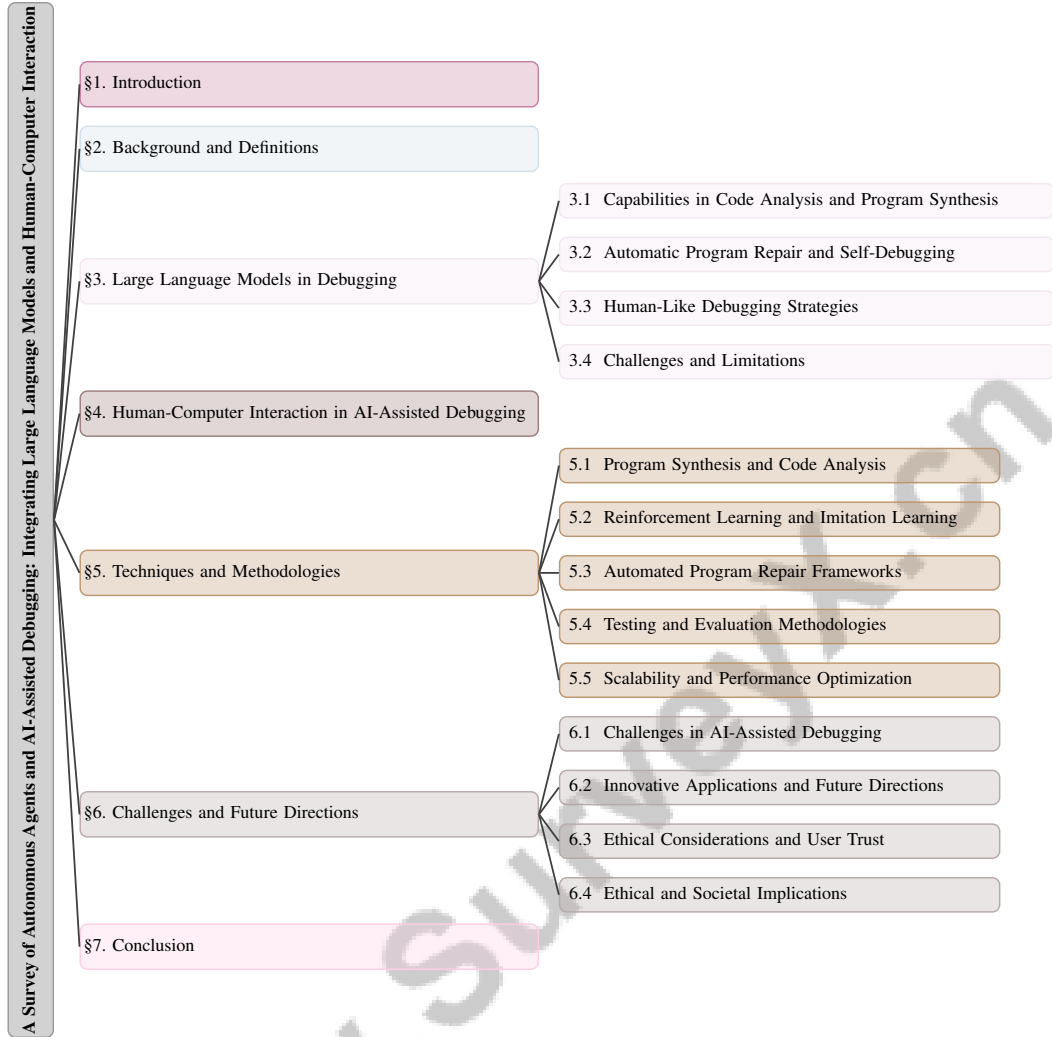 A Survey of Autonomous Agents and AI-Assisted Debugging: Integrating Large Language Models and Human-Computer Interaction
§1. Introduction
§2. Background and Definitions
§3. Large Language Models in Debugging
3.1 Capabilities in Code Analysis and Program Synthesis
3.2 Automatic Program Repair and Self-Debugging
3.3 Human-Like Debugging Strategies
3.4 Challenges and Limitations
§4. Human-Computer Interaction in AI-Assisted Debugging
§5. Techniques and Methodologies
5.1 Program Synthesis and Code Analysis
5.2 Reinforcement Learning and Imitation Learning
5.3 Automated Program Repair Frameworks
5.4 Testing and Evaluation Methodologies
5.5 Scalability and Performance Optimization
§6. Challenges and Future Directions
6.1 Challenges in AI-Assisted Debugging
6.2 Innovative Applications and Future Directions
6.3 Ethical Considerations and User Trust
6.4 Ethical and Societal Implications
§7. Conclusion
SurveyX.cn